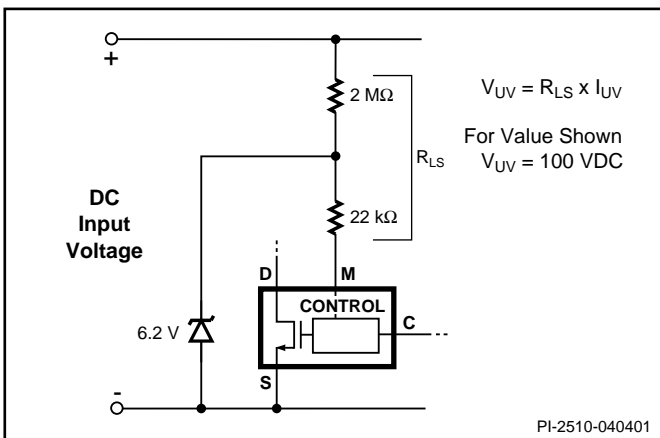 +
2 MΩ
V_UV = R_LS x I_UV
For Value Shown
V_UV = 100 VDC
R_LS
DC
Input
Voltage
22 kΩ
D
M
CONTROL
C
6.2 V
S
-
PI-2510-040401